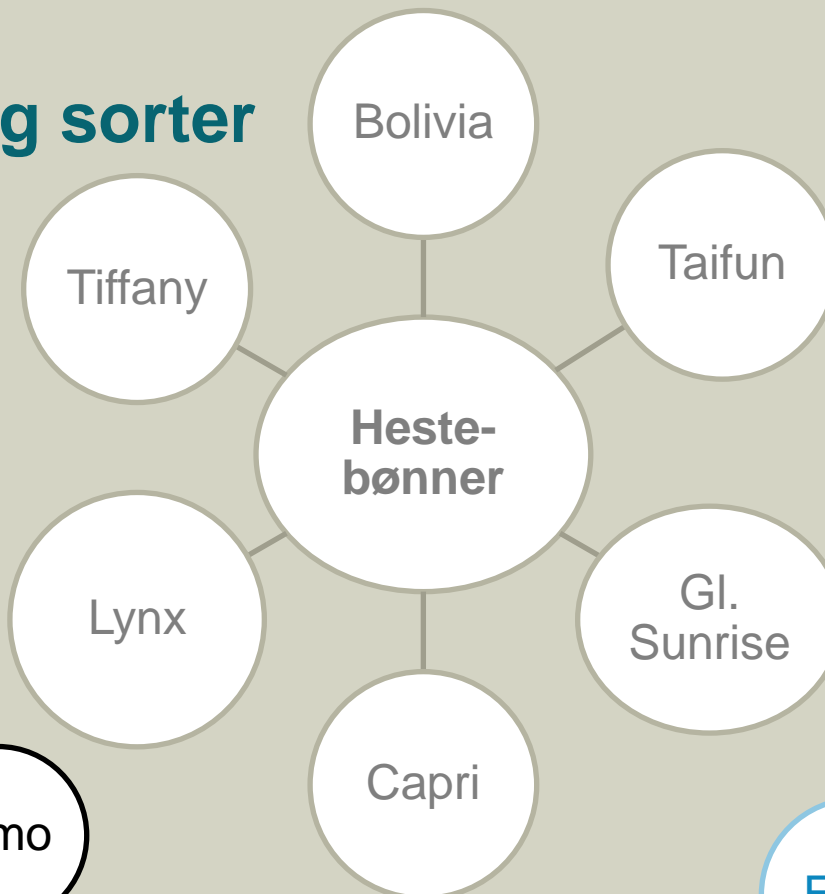 g sorter
Bolivia
Taifun
Tiffany
Heste-
bønner
Gl.
Sunrise
Lynx
Capri
mo